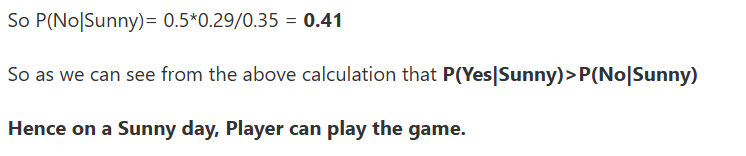 So P(No|Sunny)= 0.5*0.29/0.35 = 0.41
So as we can see from the above calculation that P(Yes|Sunny)>P(No|Sunny)
Hence on a Sunny day, Player can play the game.